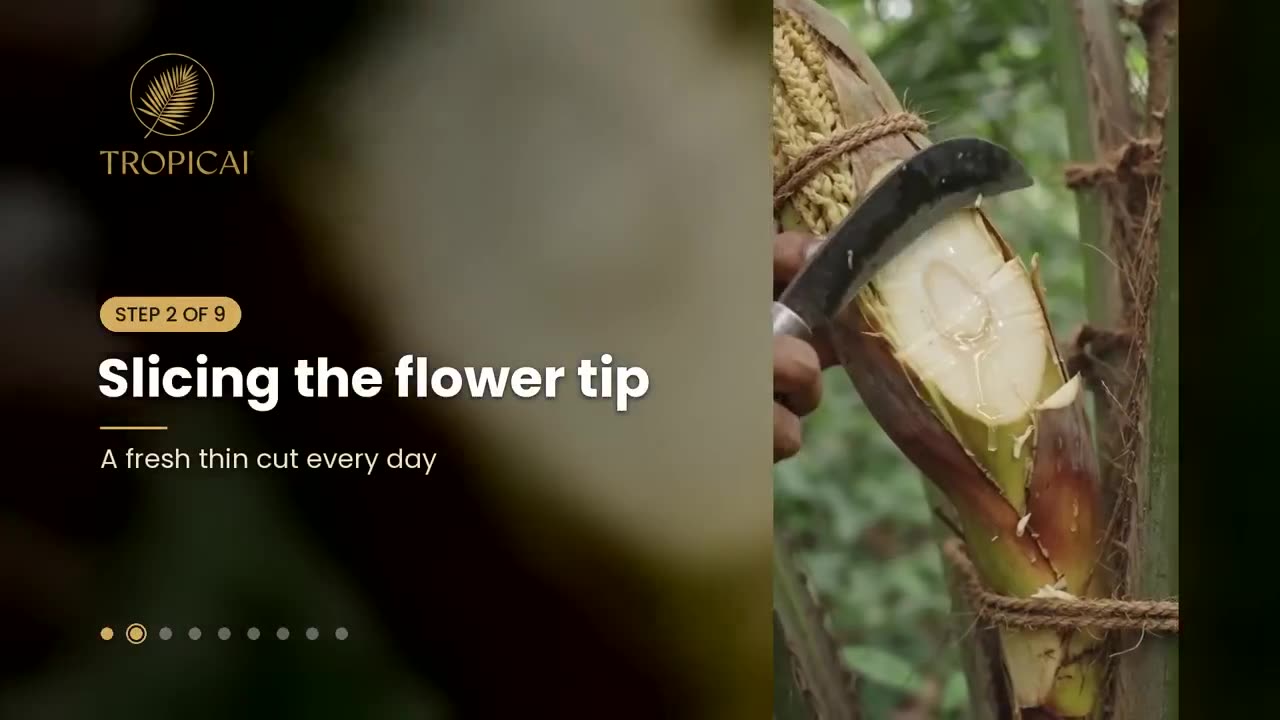 TROPICAI
STEP 2 OF 9
Slicing the flower tip
A fresh thin cut every day